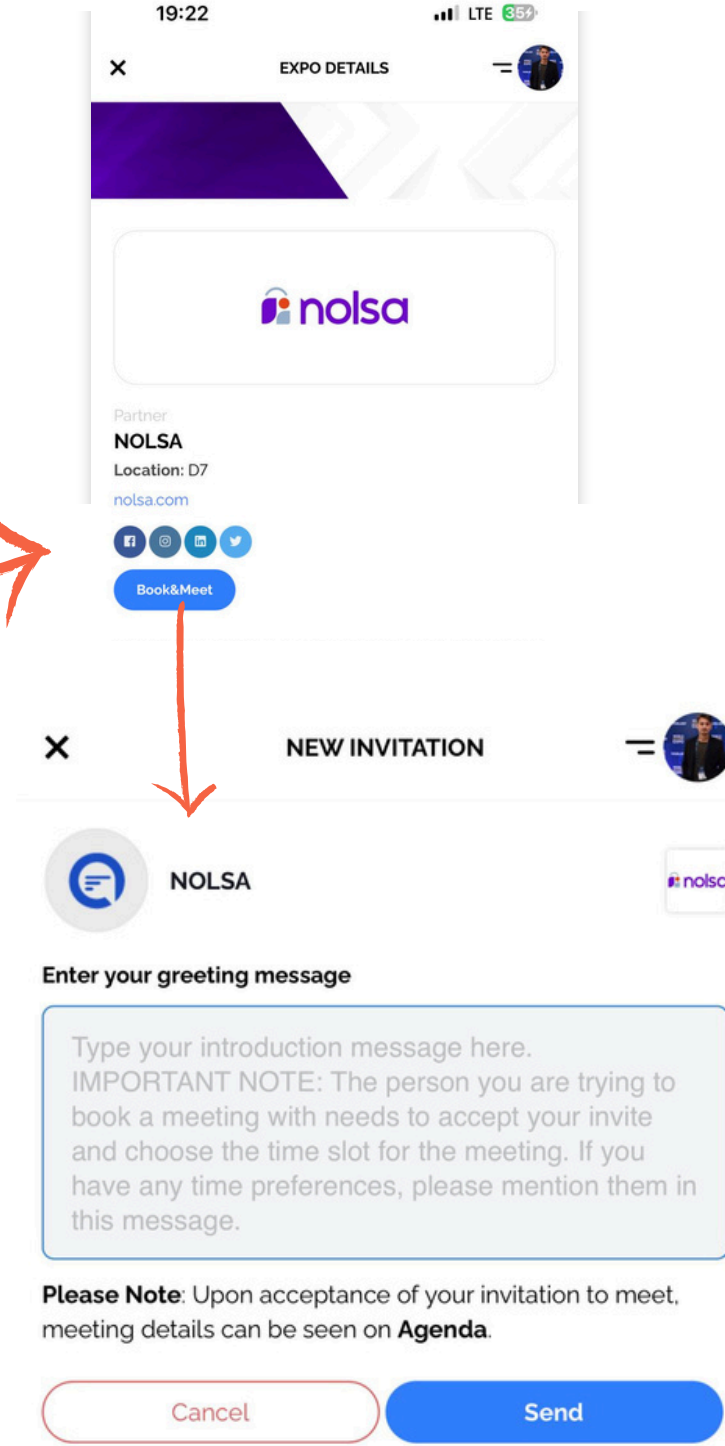 19:22
LTE 35
EXPO DETAILS
nolsa
Partner
NOLSA
Location: D7
nolsa.com
Book&Meet
NEW INVITATION
NOLSA
nolsa
Enter your greeting message
Type your introduction message here.
IMPORTANT NOTE: The person you are trying to
book a meeting with needs to accept your invite
and choose the time slot for the meeting. If you
have any time preferences, please mention them in
this message.
Please Note: Upon acceptance of your invitation to meet,
meeting details can be seen on Agenda.
Cancel
Send